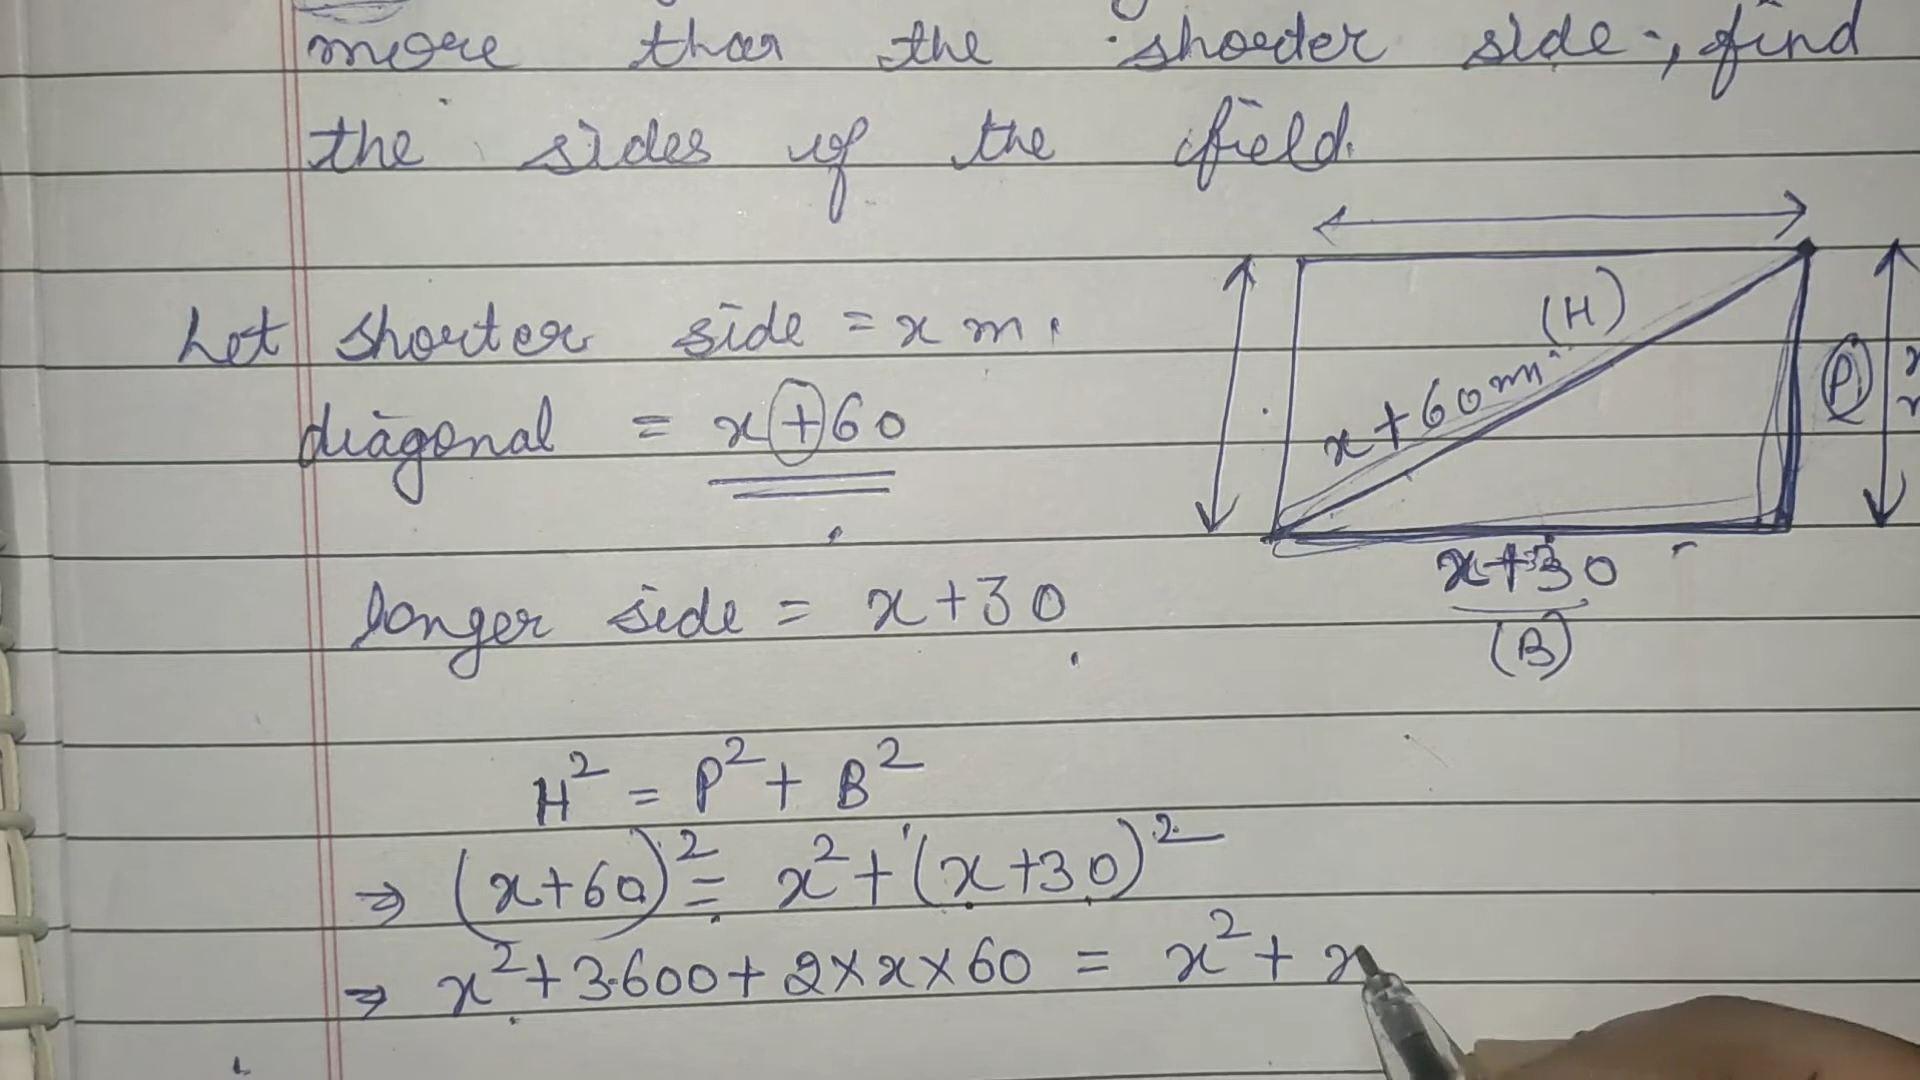 more than the shorter side, find
the sides of the field.
Let shorter side = x m.
diagonal = x+60
longer side = x+30
(H)
x+60m
(P)
x
x+30
(B)
H² = P² + B²
⇒ (x+60)² = x² + (x+30)²
⇒ x² + 3600 + 2×x×60 = x² + x